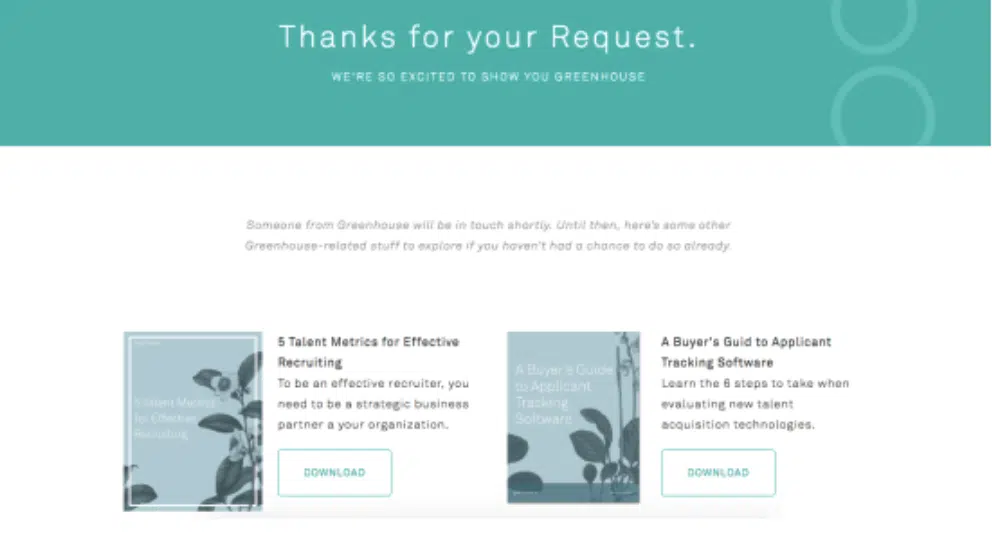 Thanks for your Request.
WE'RE SO EXCITED TO SHOW YOU GREENHOUSE
Someone from Greenhouse will be in touch shortly. Until then, here's some other
Greenhouse-related stuff to explore if you haven't had a chance to do so already.
5 Talent Metrics
for Effective
Recruiting
5 Talent Metrics for Effective
Recruiting
To be an effective recruiter, you
need to be a strategic business
partner a your organization.
DOWNLOAD
A Buyer's Guide
to Applicant
Tracking
Software
A Buyer's Guid to Applicant
Tracking Software
Learn the 6 steps to take when
evaluating new talent
acquisition technologies.
DOWNLOAD